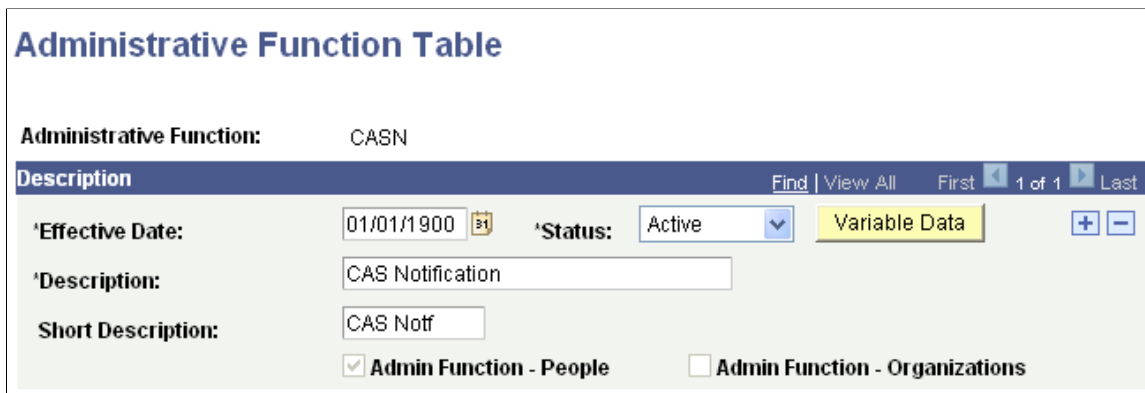 Administrative Function Table
Administrative Function: CASN
Description Find | View All First 1 of 1 Last
*Effective Date: 01/01/1900 31 *Status: Active Variable Data
*Description: CAS Notification
Short Description: CAS Notf
Admin Function - People Admin Function - Organizations